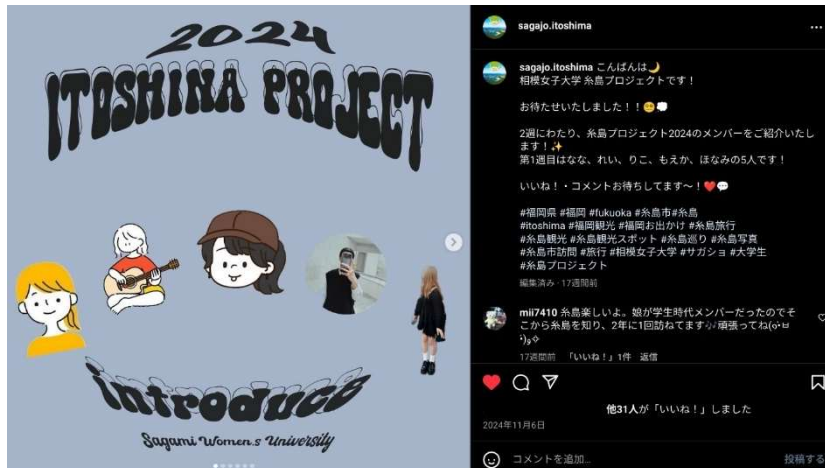 2024
ITOSHINA PROJECT
introduce
Sagami Women.s University
sagajo.itoshima
sagajo.itoshima こんばんは🌙
相模女子大学 糸島プロジェクトです！
お待たせいたしました！！
2週にわたり、糸島プロジェクト2024のメンバーをご紹介いたし
ます！✨
第1週目はなな、れい、りこ、もえか、ほなみの5人です！
いいね！・コメントお待ちしてます〜！❤️💬
#福岡県 #福岡 #fukuoka #糸島市#糸島
#itoshima #福岡観光 #福岡お出かけ #糸島旅行
#糸島観光 #糸島観光スポット #糸島巡り #糸島写真
#糸島市訪問 #旅行 #相模女子大学 #サガジョ #大学生
#糸島プロジェクト
編集済み・17週間前
mii7410 糸島楽しいよ。娘が学生時代メンバーだったのでそ
こから糸島を知り、2年に1回訪ねてます🎶頑張ってね
17週間前 「いいね！」1件 返信
他31人が「いいね！」しました
2024年11月6日
コメントを追加...
投稿する